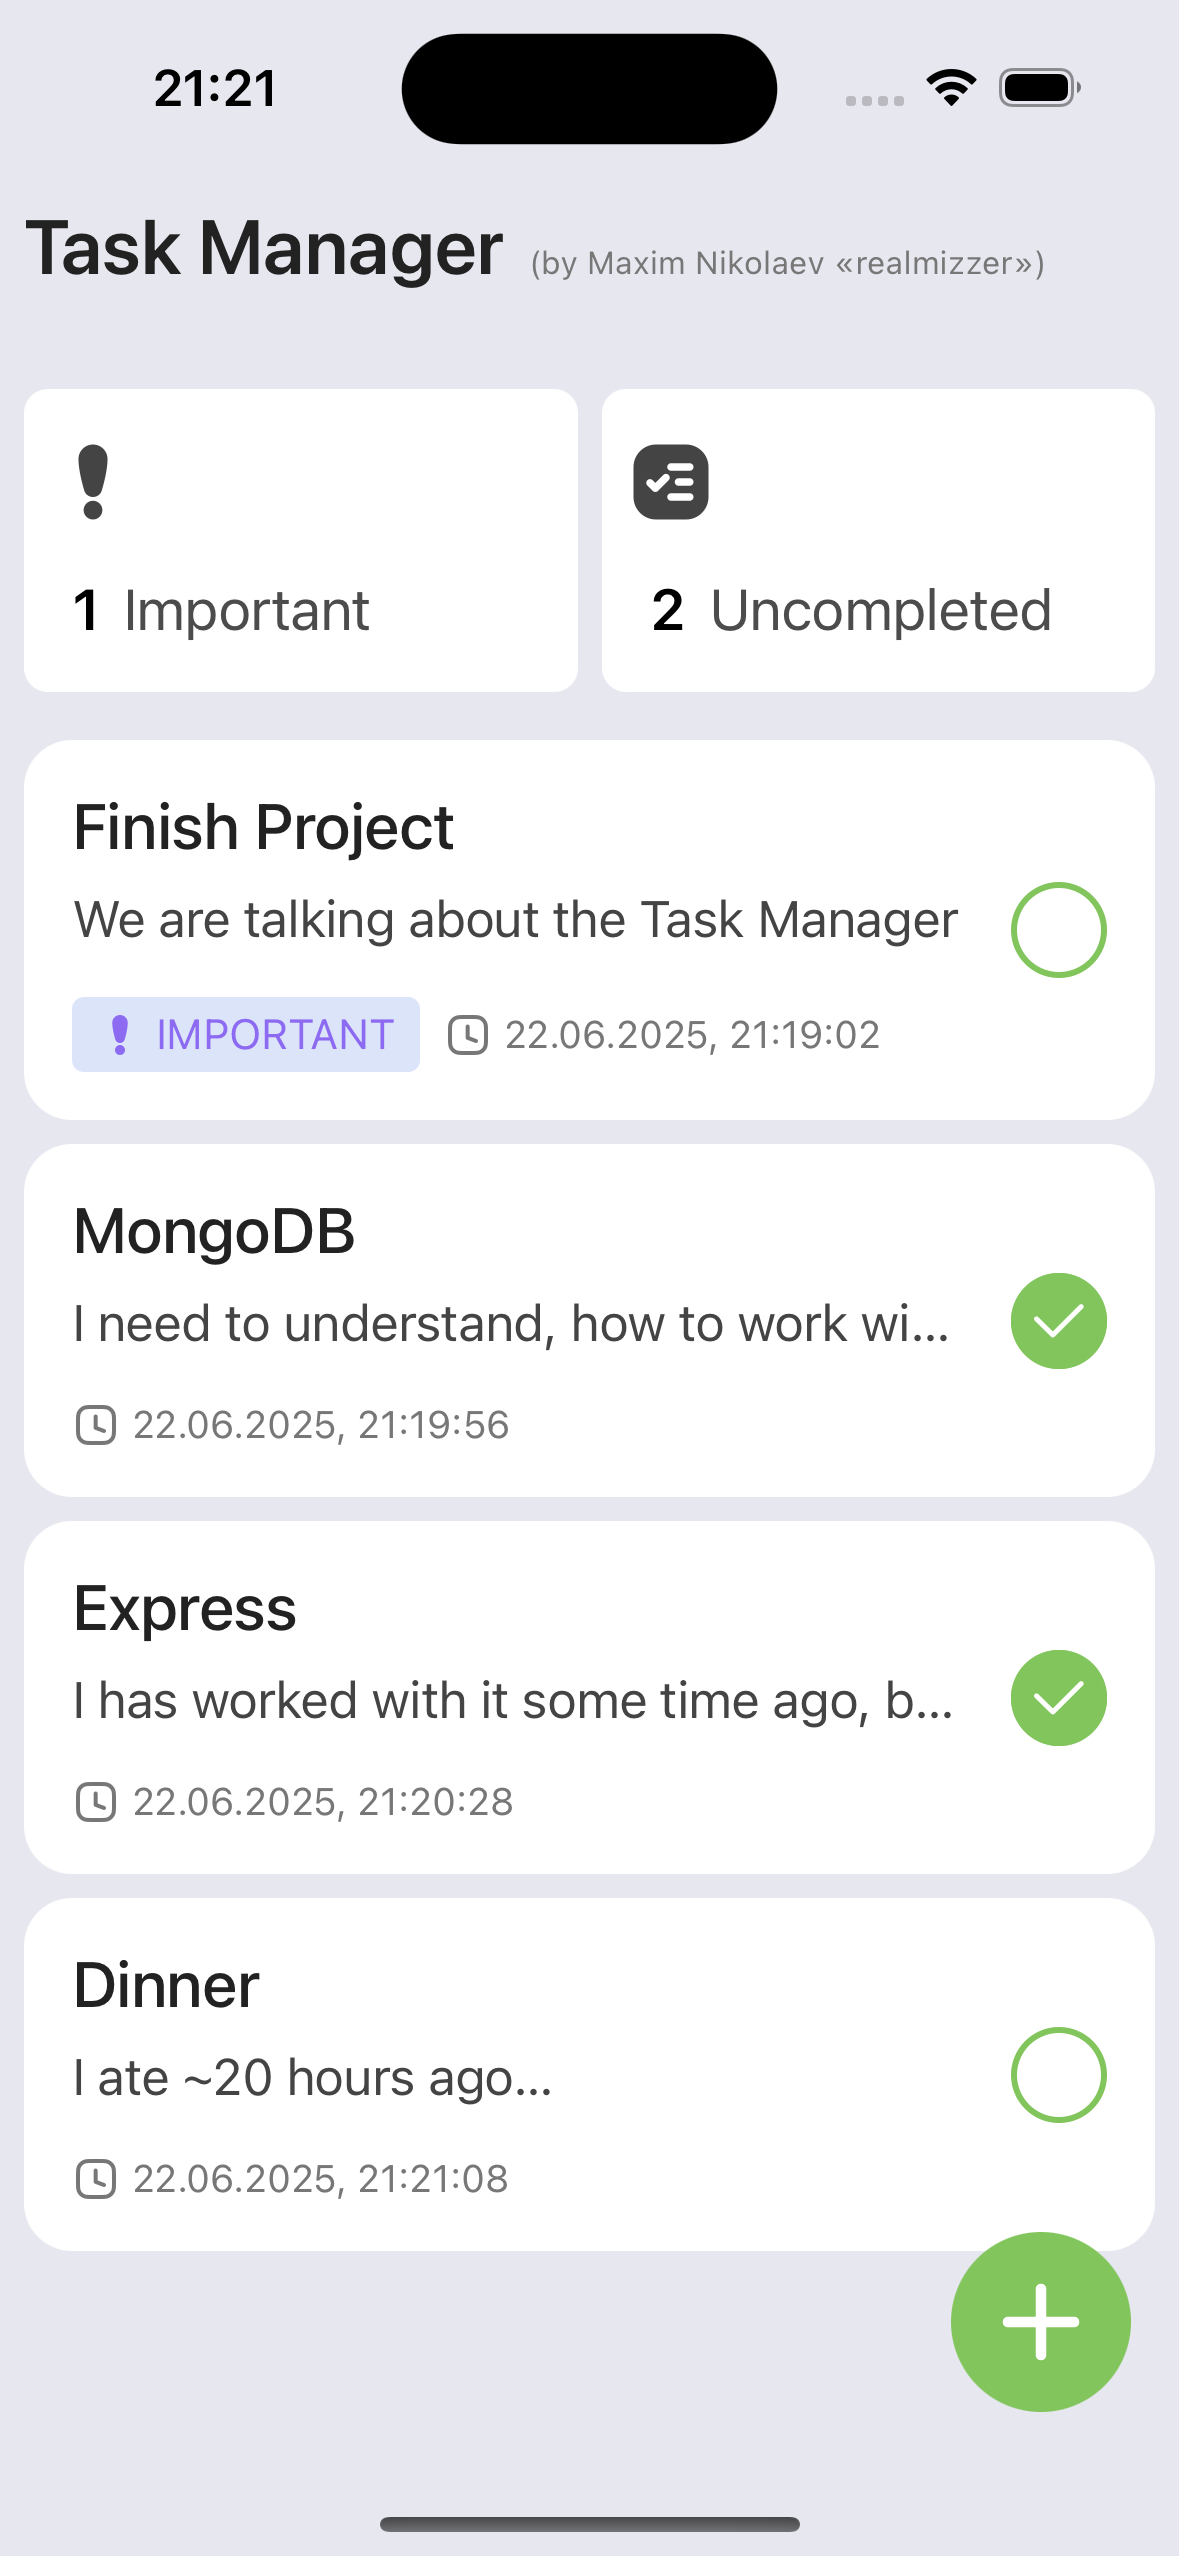 21:21
Task Manager (by Maxim Nikolaev «realmizzer»)
1 Important
2 Uncompleted
Finish Project
We are talking about the Task Manager
IMPORTANT 22.06.2025, 21:19:02
MongoDB
I need to understand, how to work wi...
22.06.2025, 21:19:56
Express
I has worked with it some time ago, b...
22.06.2025, 21:20:28
Dinner
I ate ~20 hours ago...
22.06.2025, 21:21:08